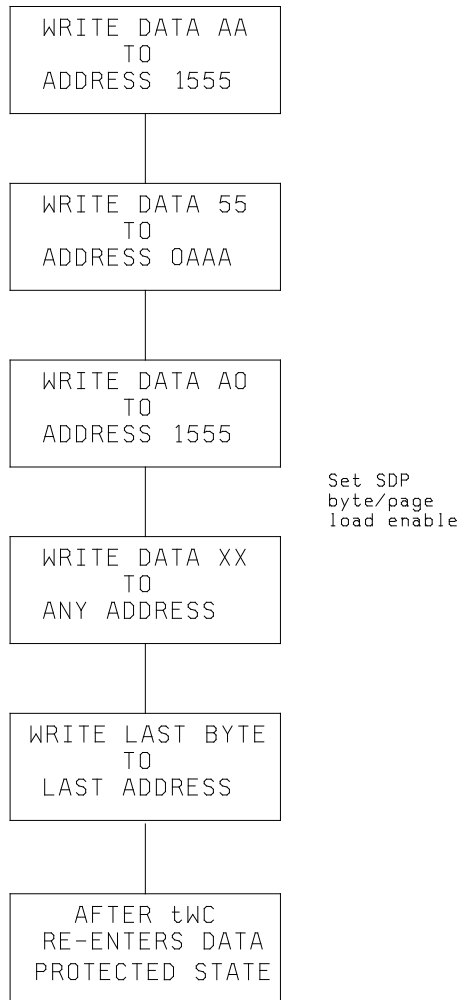 WRITE DATA AA
TO
ADDRESS 1555
WRITE DATA 55
TO
ADDRESS 0AAA
WRITE DATA A0
TO
ADDRESS 1555
Set SDP
byte/page
load enable
WRITE DATA XX
TO
ANY ADDRESS
WRITE LAST BYTE
TO
LAST ADDRESS
AFTER tWC
RE-ENTERS DATA
PROTECTED STATE